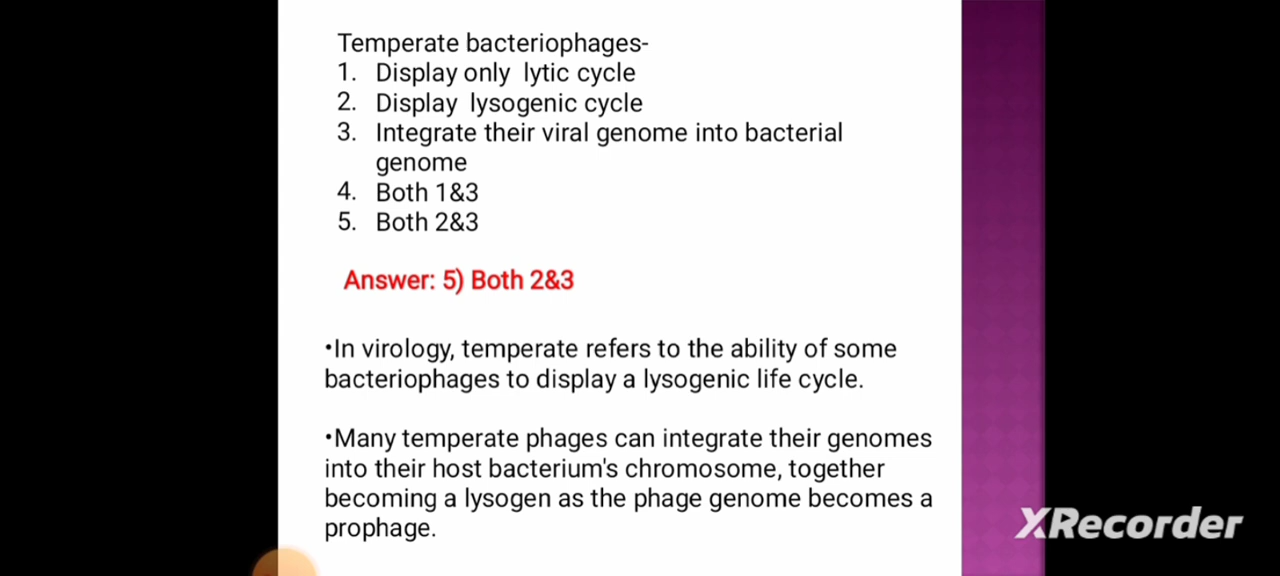 Temperate bacteriophages-
1. Display only lytic cycle
2. Display lysogenic cycle
3. Integrate their viral genome into bacterial
genome
4. Both 1&3
5. Both 2&3
Answer: 5) Both 2&3
•In virology, temperate refers to the ability of some
bacteriophages to display a lysogenic life cycle.
•Many temperate phages can integrate their genomes
into their host bacterium's chromosome, together
becoming a lysogen as the phage genome becomes a
prophage.
XRecorder